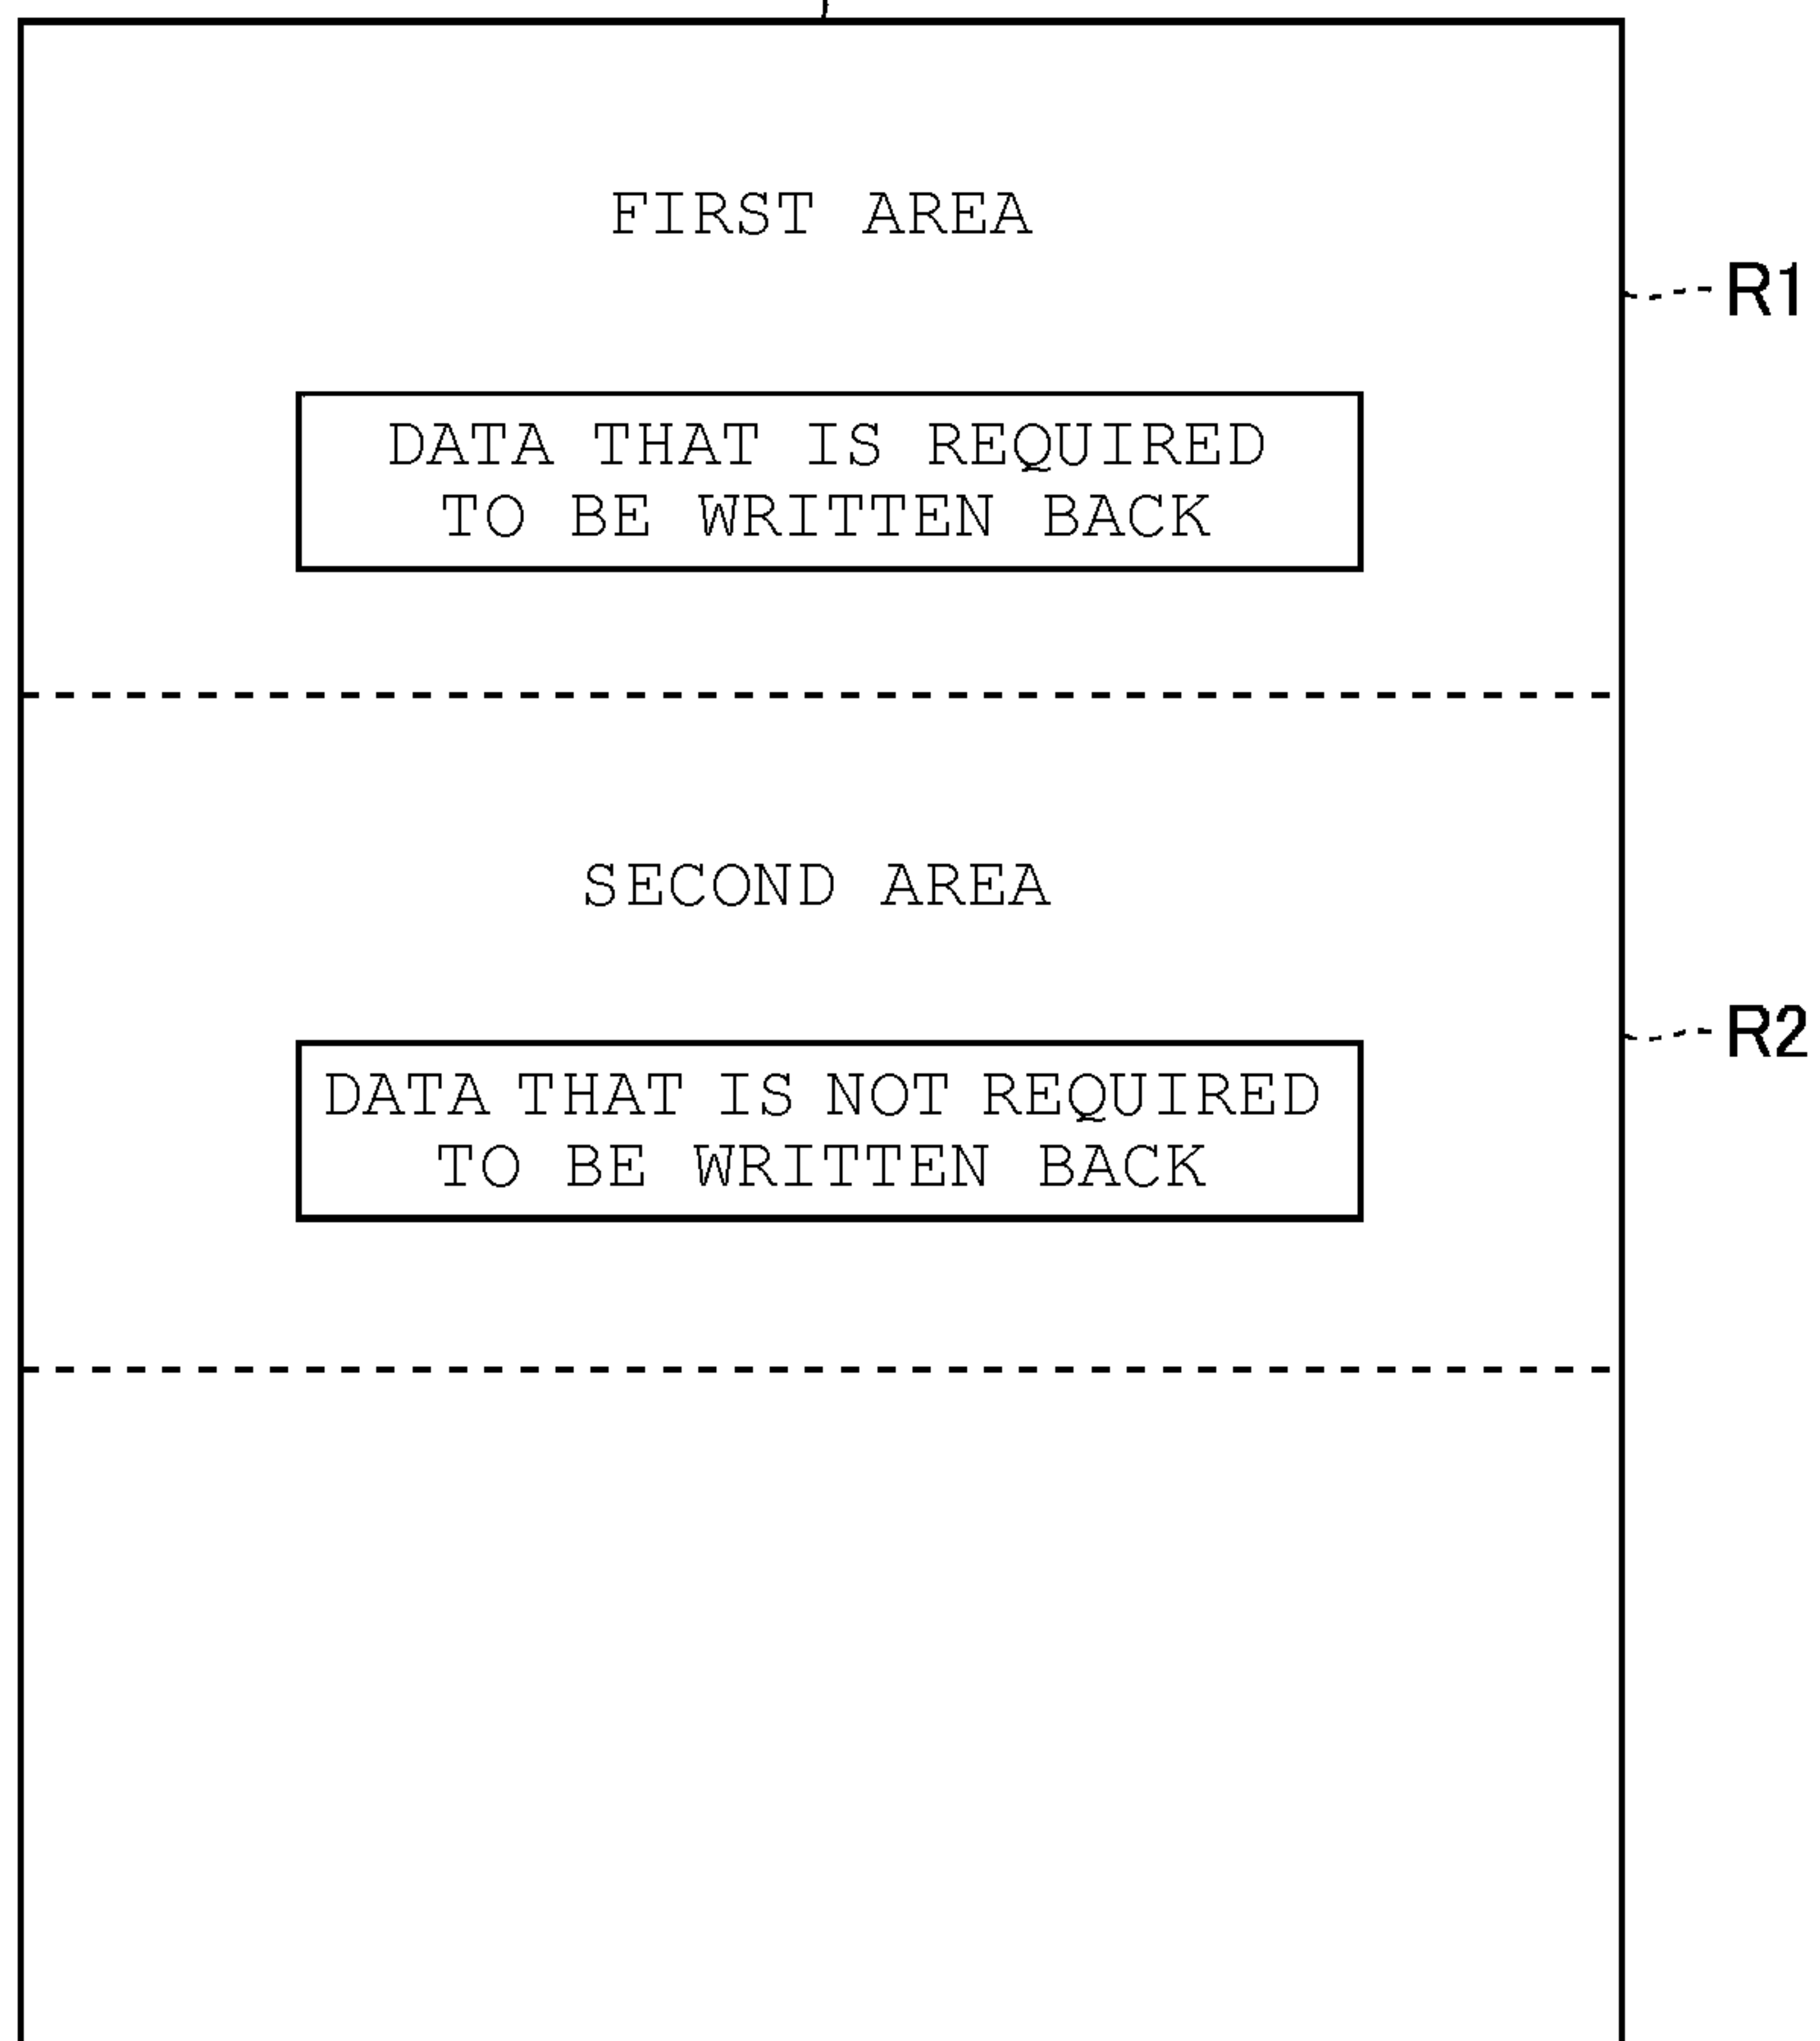 FIRST AREA
R1
DATA THAT IS REQUIRED
TO BE WRITTEN BACK
SECOND AREA
R2
DATA THAT IS NOT REQUIRED
TO BE WRITTEN BACK